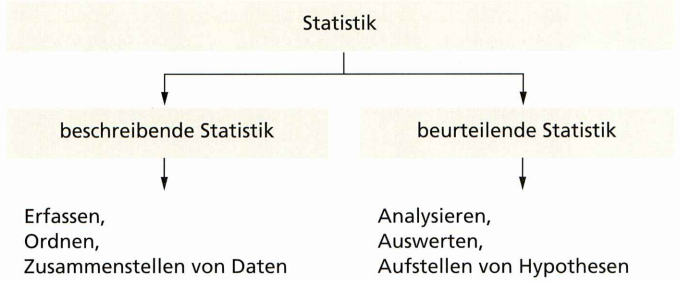 Statistik
beschreibende Statistik
beurteilende Statistik
Erfassen,
Ordnen,
Zusammenstellen von Daten
Analysieren,
Auswerten,
Aufstellen von Hypothesen